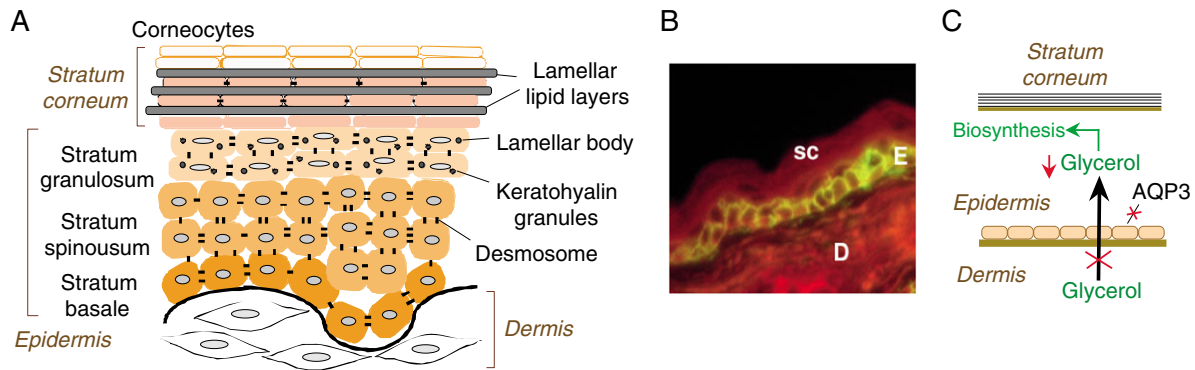 A
Corneocytes
Stratum
corneum
Lamellar
lipid layers
Stratum
granulosum
Lamellar body
Keratohyalin
granules
Stratum
spinousum
Desmosome
Stratum
basale
Epidermis
Dermis
B
sc
E
D
C
Stratum
corneum
Biosynthesis
Glycerol
AQP3
Epidermis
Dermis
Glycerol